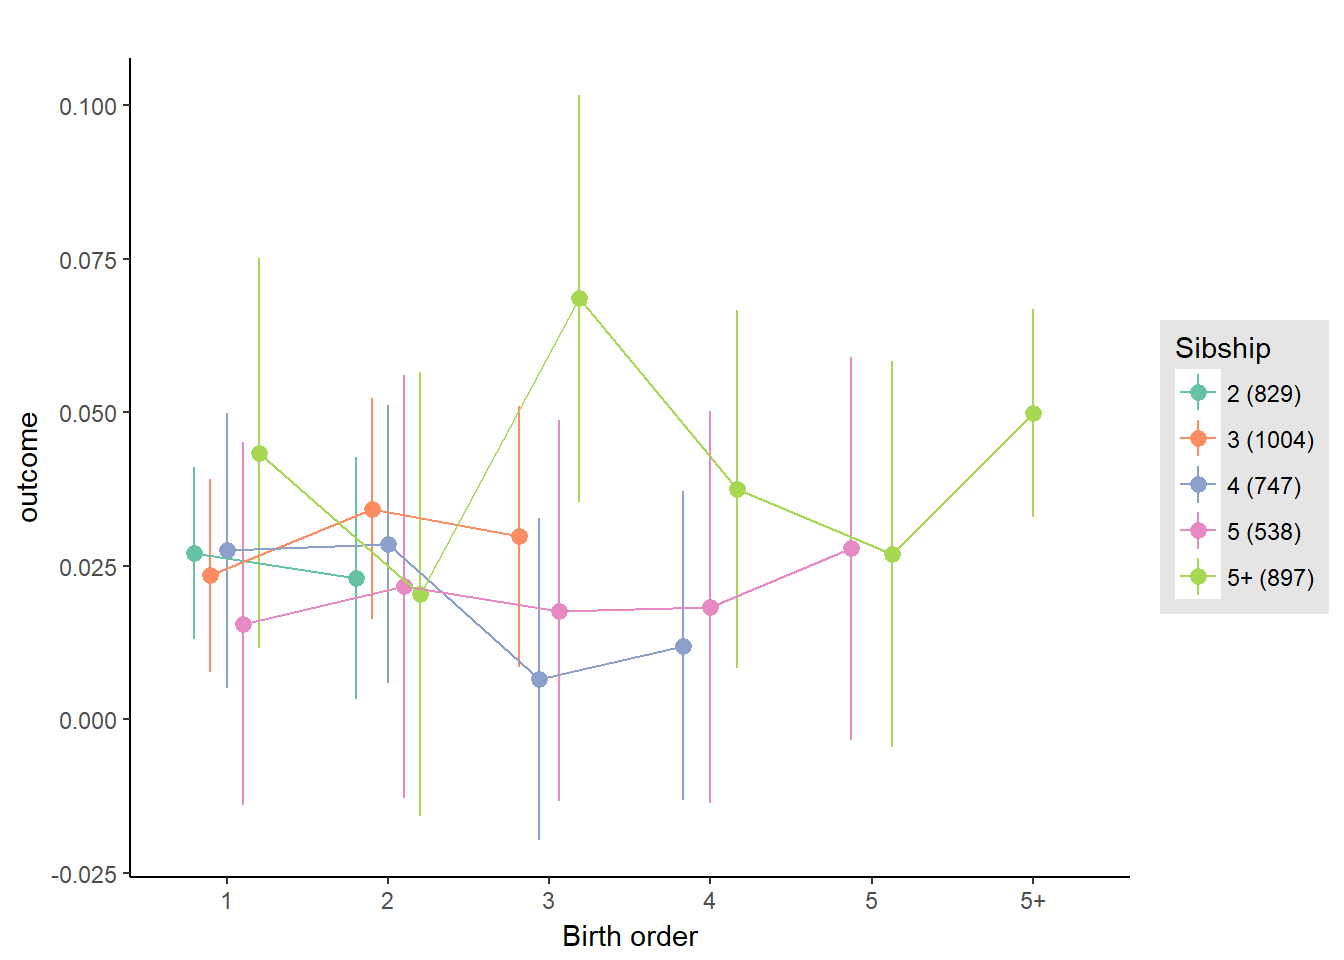 0.100
0.075
0.050
0.025
0.000
-0.025
outcome
1 2 3 4 5 5+
Birth order
Sibship
2 (829)
3 (1004)
4 (747)
5 (538)
5+ (897)